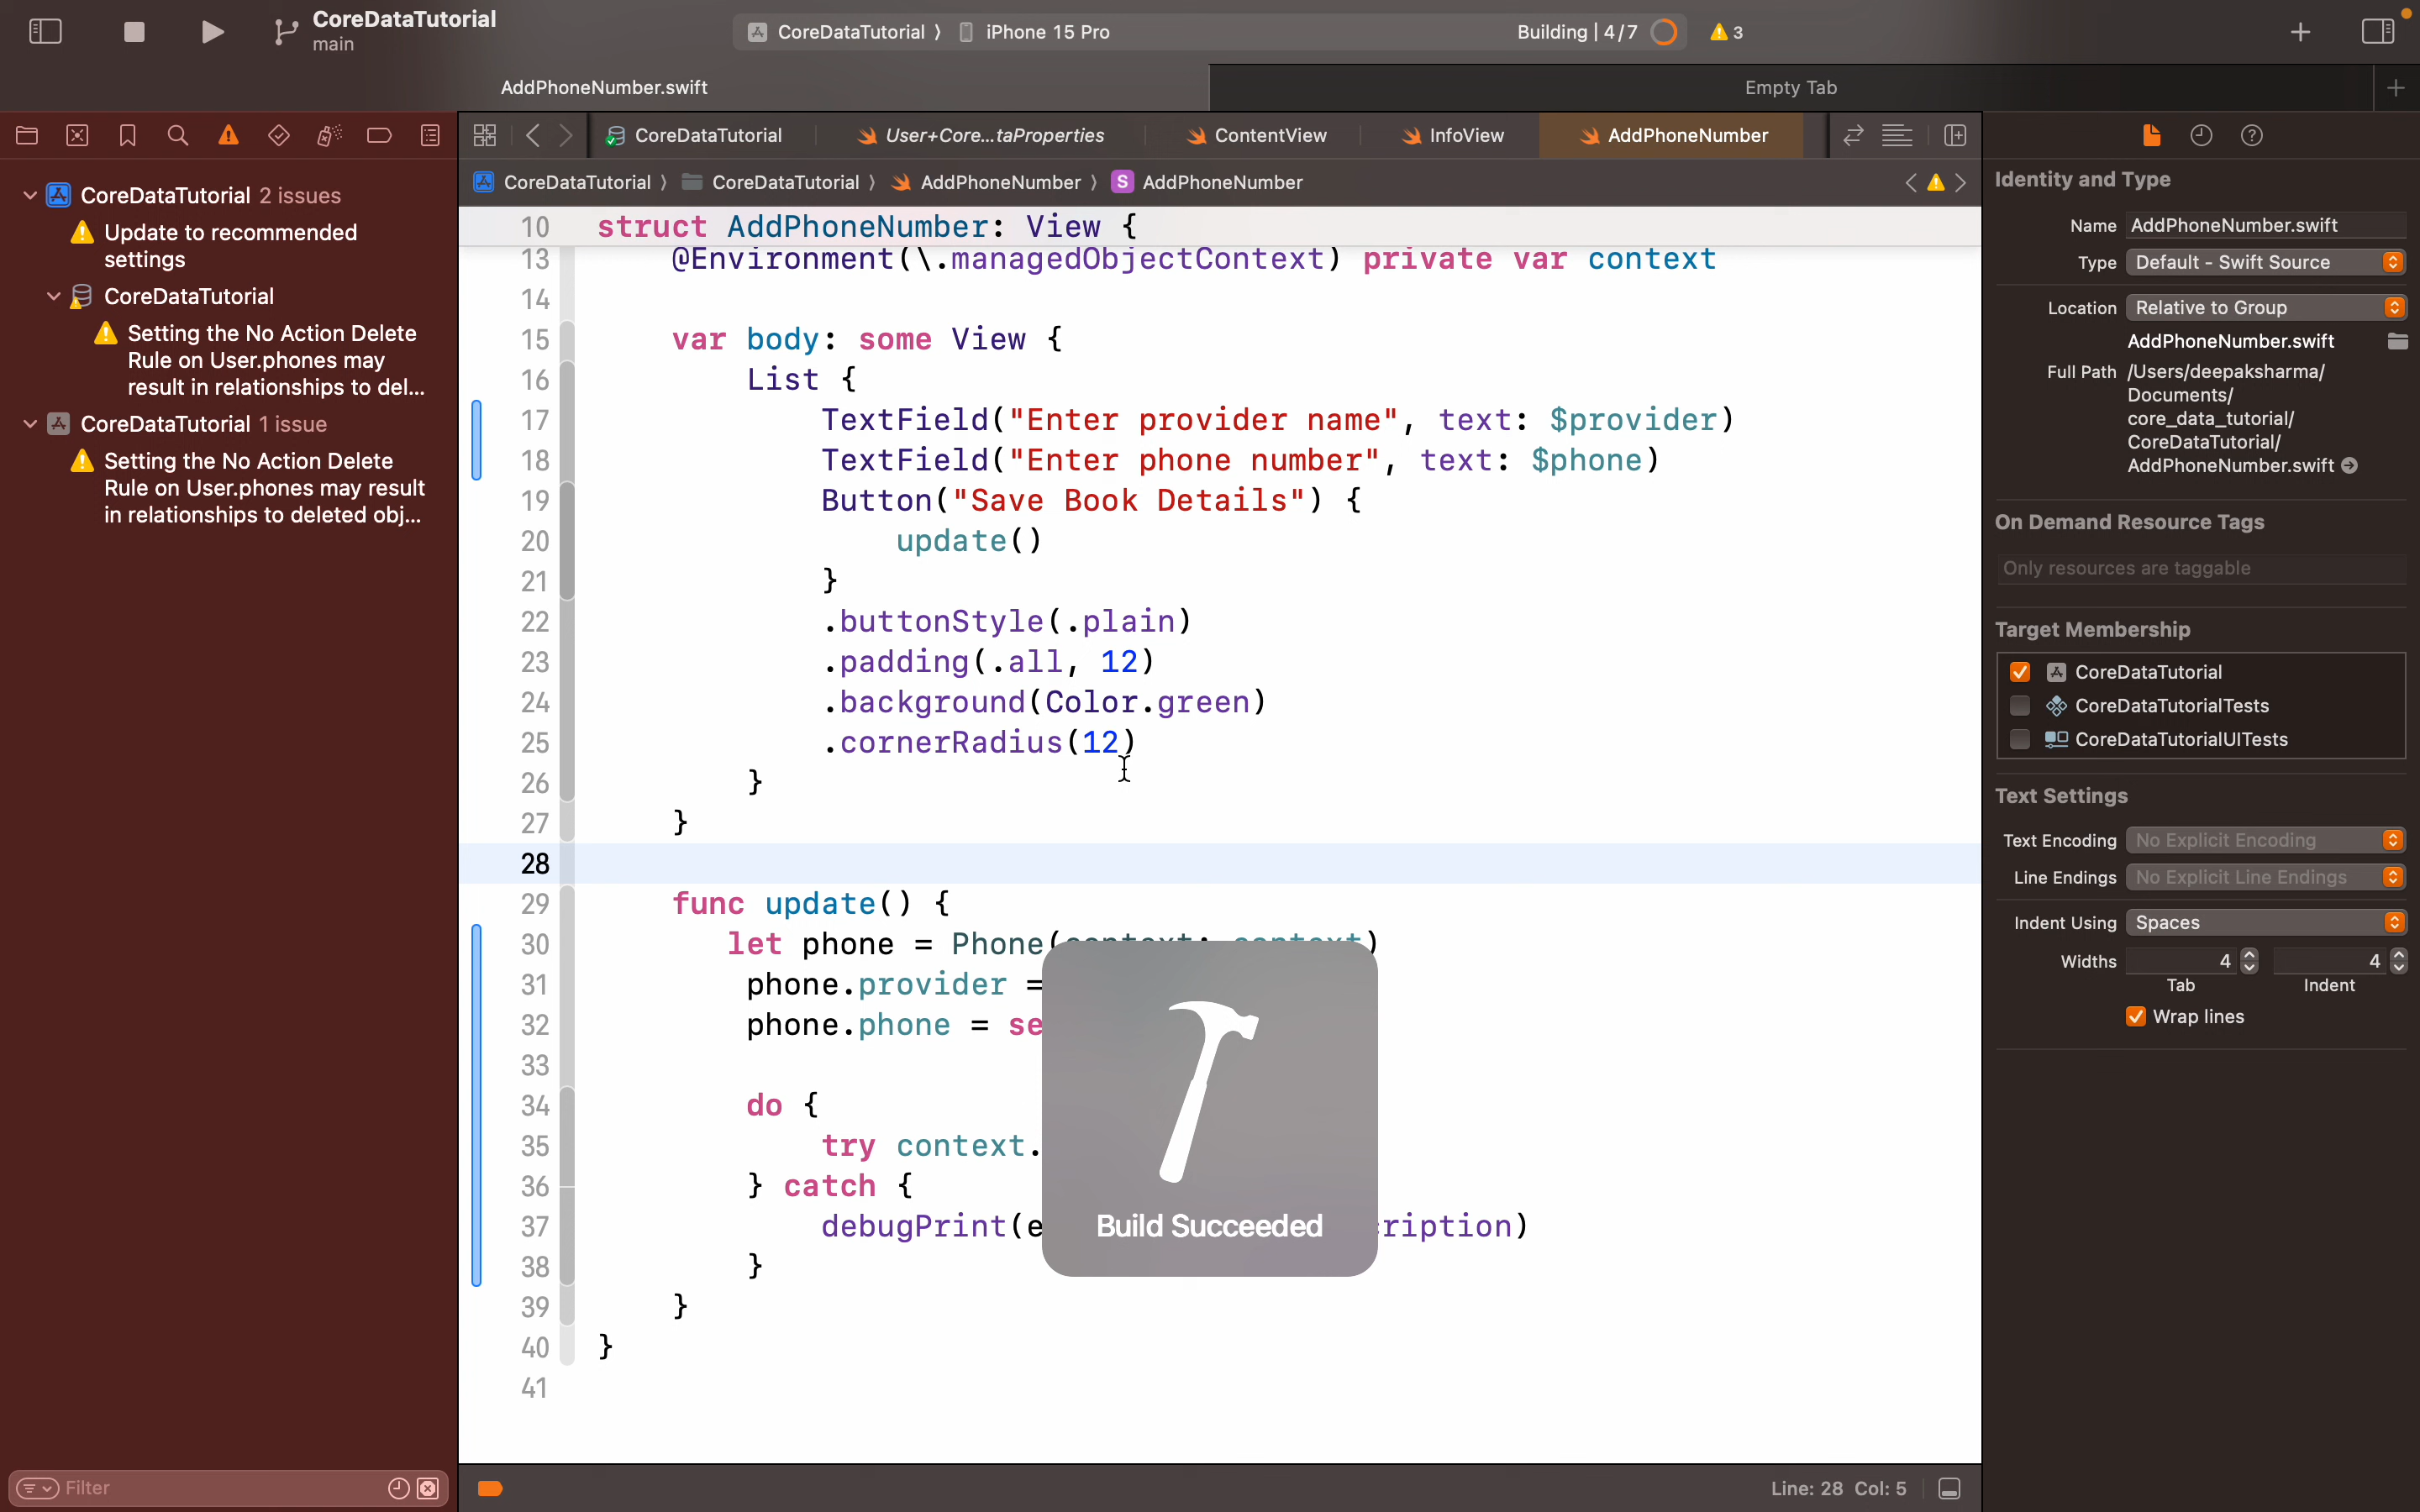 CoreDataTutorial
main
CoreDataTutorial ⟩ iPhone 15 Pro
Building | 4/7
3
AddPhoneNumber.swift
Empty Tab
CoreDataTutorial
User+Core...taProperties
ContentView
InfoView
AddPhoneNumber
CoreDataTutorial ⟩ CoreDataTutorial ⟩ AddPhoneNumber ⟩ S AddPhoneNumber
CoreDataTutorial 2 issues
Update to recommended
settings
CoreDataTutorial
Setting the No Action Delete
Rule on User.phones may
result in relationships to del...
CoreDataTutorial 1 issue
Setting the No Action Delete
Rule on User.phones may result
in relationships to deleted obj...
Filter
10 struct AddPhoneNumber: View {
13 @Environment(\.managedObjectContext) private var context
14
15 var body: some View {
16 List {
17 TextField("Enter provider name", text: $provider)
18 TextField("Enter phone number", text: $phone)
19 Button("Save Book Details") {
20 update()
21 }
22 .buttonStyle(.plain)
23 .padding(.all, 12)
24 .background(Color.green)
25 .cornerRadius(12)
26 }
27 }
28
29 func update() {
30 let phone = Phone(context: context)
31 phone.provider =
32 phone.phone = se
33
34 do {
35 try context.
36 } catch {
37 debugPrint(e ription)
38 }
39 }
40 }
41
Build Succeeded
Line: 28 Col: 5
Identity and Type
Name AddPhoneNumber.swift
Type Default - Swift Source
Location Relative to Group
AddPhoneNumber.swift
Full Path /Users/deepaksharma/
Documents/
core_data_tutorial/
CoreDataTutorial/
AddPhoneNumber.swift
On Demand Resource Tags
Only resources are taggable
Target Membership
CoreDataTutorial
CoreDataTutorialTests
CoreDataTutorialUITests
Text Settings
Text Encoding No Explicit Encoding
Line Endings No Explicit Line Endings
Indent Using Spaces
Widths 4 4
Tab Indent
Wrap lines